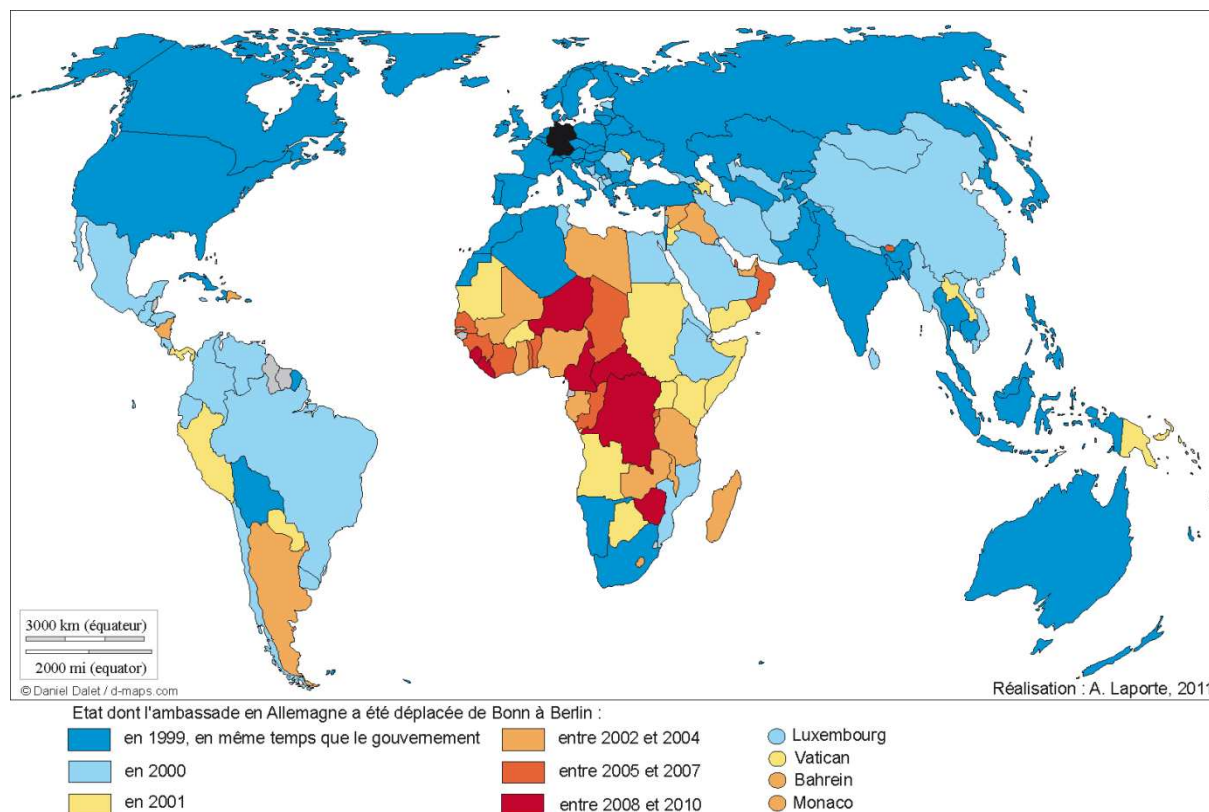 3000 km (équateur)
2000 mi (equator)
© Daniel Dalet / d-maps.com
Réalisation : A. Laporte, 2011
Etat dont l'ambassade en Allemagne a été déplacée de Bonn à Berlin :
en 1999, en même temps que le gouvernement
en 2000
en 2001
entre 2002 et 2004
entre 2005 et 2007
entre 2008 et 2010
Luxembourg
Vatican
Bahrein
Monaco